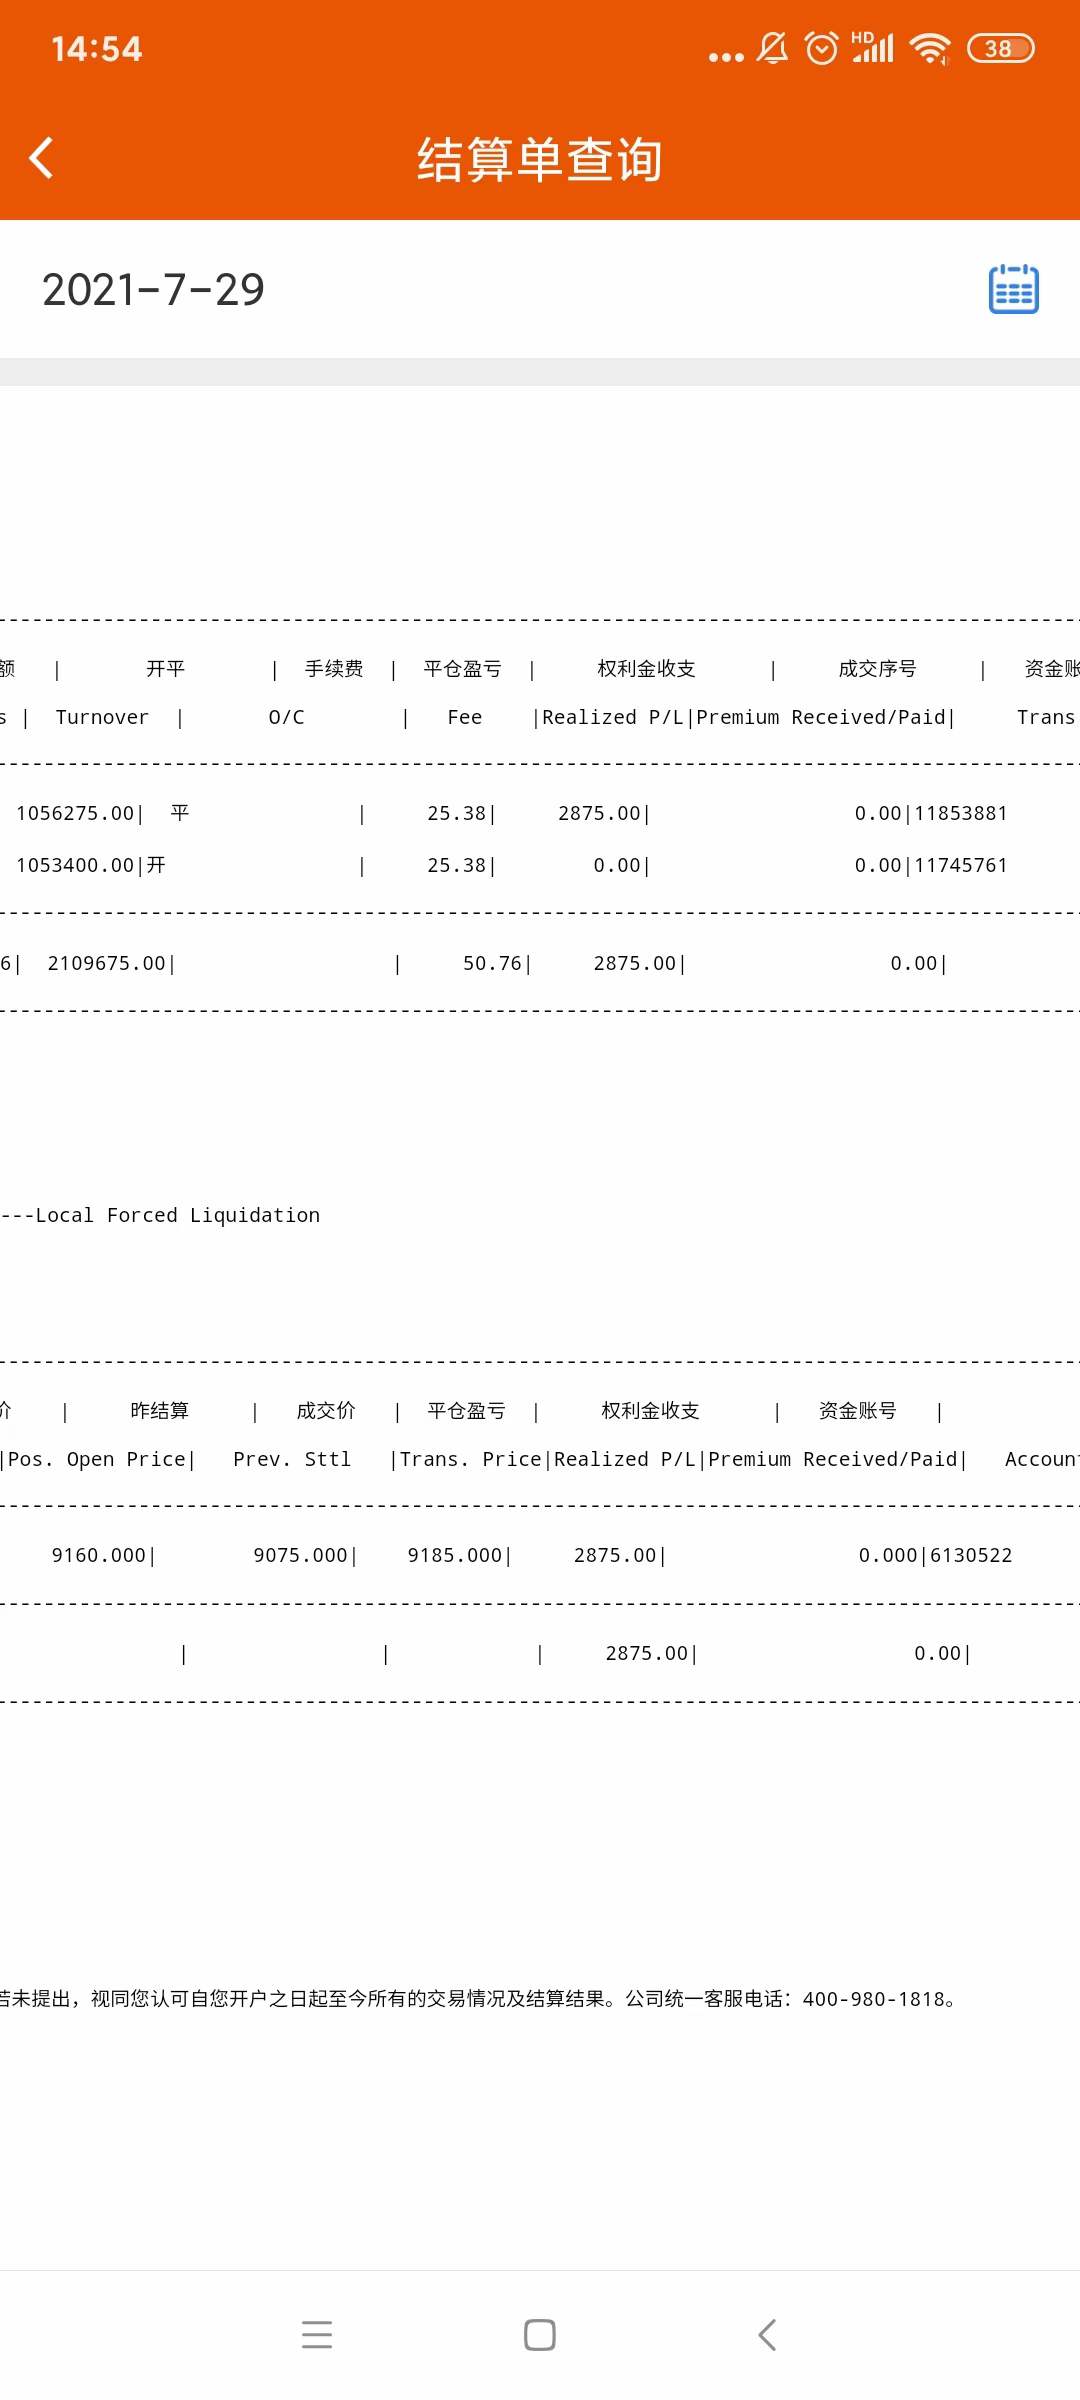 14:54
HD
38
结算单查询
2021-7-29
额 | 开平 | 手续费 | 平仓盈亏 | 权利金收支 | 成交序号 | 资金账
s | Turnover | O/C | Fee |Realized P/L|Premium Received/Paid| Trans
1056275.00| 平 | 25.38| 2875.00| 0.00|11853881
1053400.00|开 | 25.38| 0.00| 0.00|11745761
6| 2109675.00| | 50.76| 2875.00| 0.00|
---Local Forced Liquidation
价 | 昨结算 | 成交价 | 平仓盈亏 | 权利金收支 | 资金账号 |
|Pos. Open Price| Prev. Sttl |Trans. Price|Realized P/L|Premium Received/Paid| Account
9160.000| 9075.000| 9185.000| 2875.00| 0.000|6130522
| | | 2875.00| 0.00|
若未提出，视同您认可自您开户之日起至今所有的交易情况及结算结果。公司统一客服电话：400-980-1818。